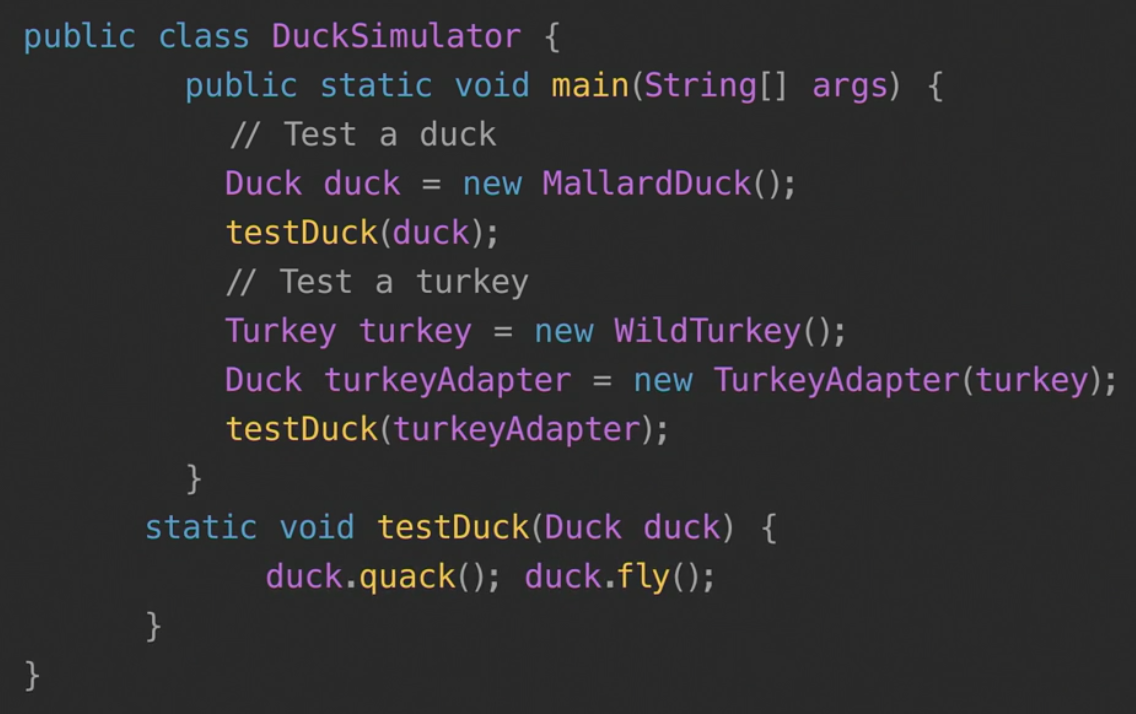 public class DuckSimulator {
public static void main(String[] args) {
// Test a duck
Duck duck = new MallardDuck();
testDuck(duck);
// Test a turkey
Turkey turkey = new WildTurkey();
Duck turkeyAdapter = new TurkeyAdapter(turkey);
testDuck(turkeyAdapter);
}
static void testDuck(Duck duck) {
duck.quack(); duck.fly();
}
}